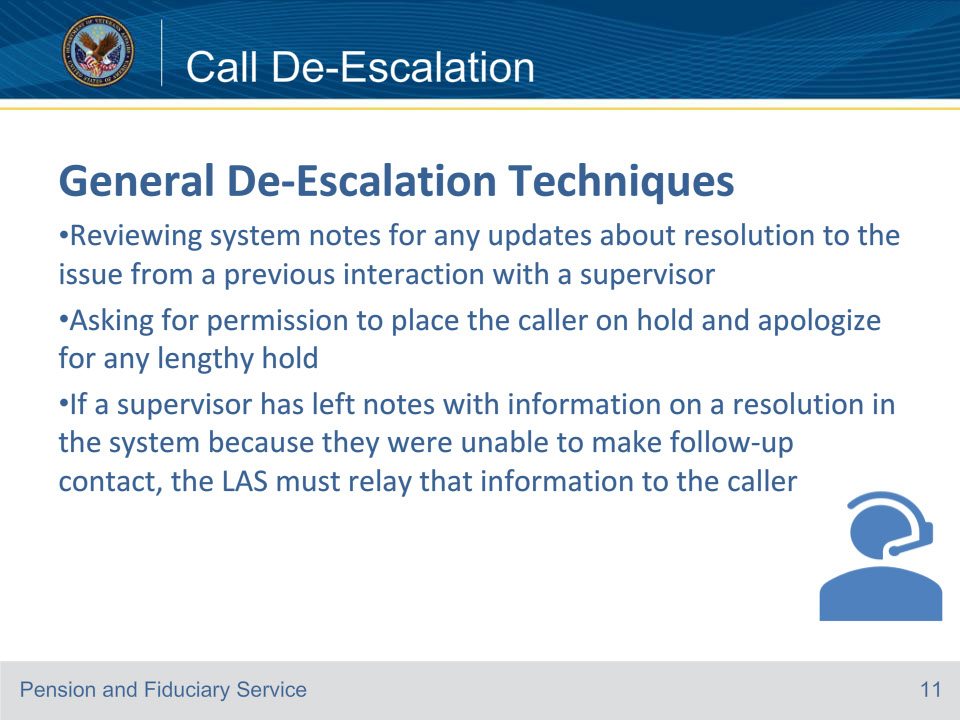 Call De-Escalation
General De-Escalation Techniques
•Reviewing system notes for any updates about resolution to the
issue from a previous interaction with a supervisor
•Asking for permission to place the caller on hold and apologize
for any lengthy hold
•If a supervisor has left notes with information on a resolution in
the system because they were unable to make follow-up
contact, the LAS must relay that information to the caller
Pension and Fiduciary Service
11